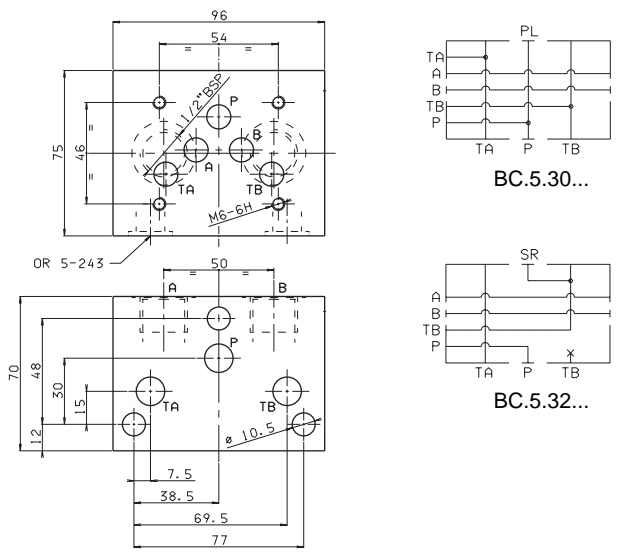 96
54
= =
1/2"BSP
P
A
B
TA
TB
75
46
=
=
M6-6H
OR 5-243
50
= =
A
B
P
TA
TB
70
48
30
15
12
ø 10.5
7.5
38.5
69.5
77
PL
TA
A
B
TB
P
TA P TB
BC.5.30...
SR
A
B
TB
P
TA P TB
BC.5.32...